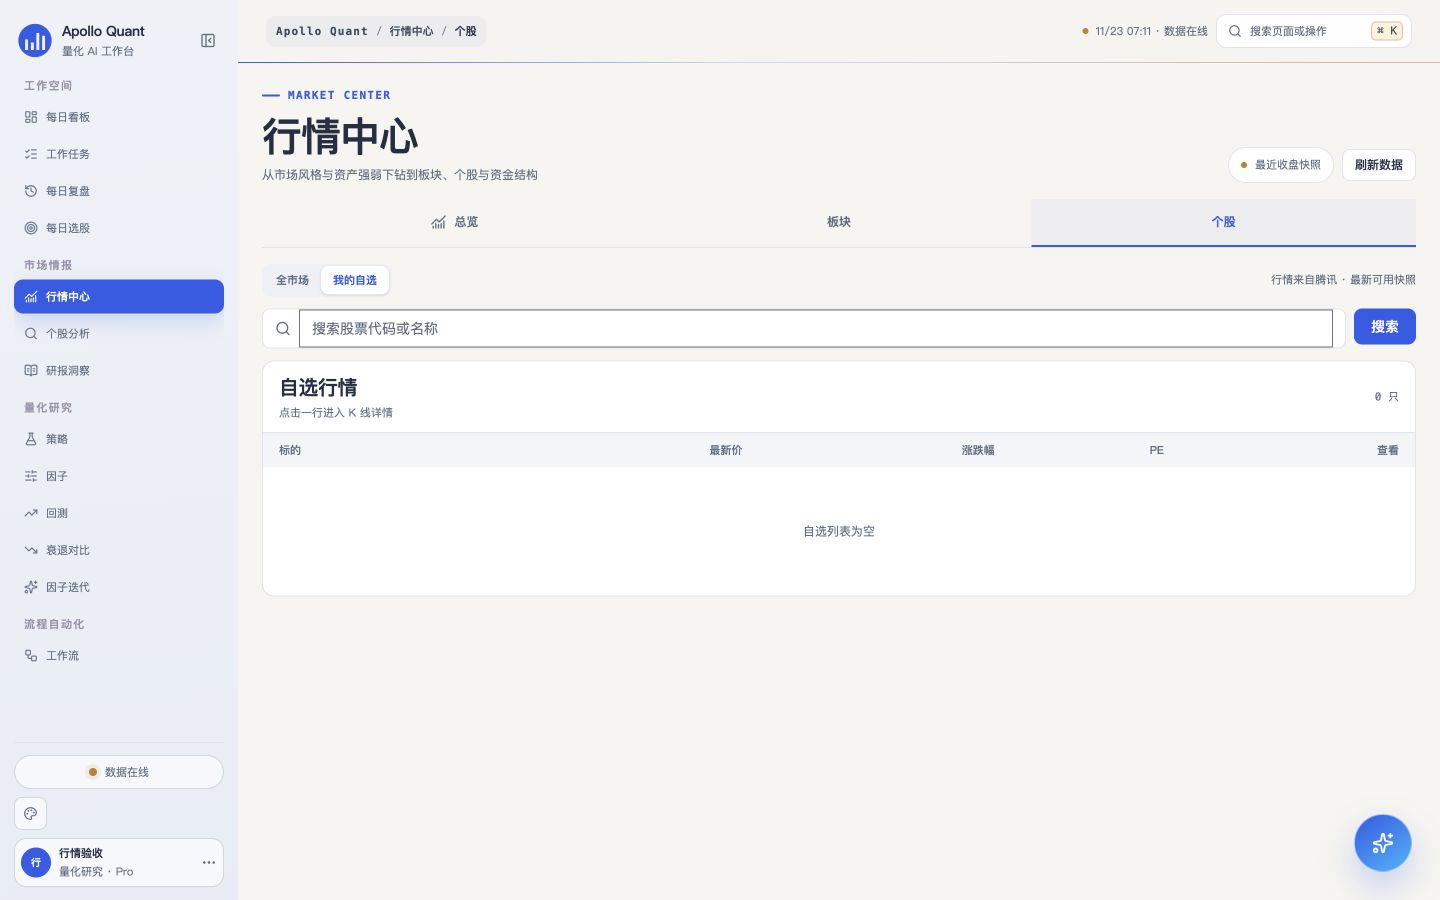 Apollo Quant
量化 AI 工作台
工作空间
每日看板
工作任务
每日复盘
每日选股
市场情报
行情中心
个股分析
研报洞察
量化研究
策略
因子
回测
衰退对比
因子迭代
流程自动化
工作流
数据在线
行
行情验收
量化研究 · Pro
Apollo Quant / 行情中心 / 个股
11/23 07:11 · 数据在线
搜索页面或操作
⌘ K
MARKET CENTER
行情中心
从市场风格与资产强弱下钻到板块、个股与资金结构
最近收盘快照
刷新数据
总览
板块
个股
全市场
我的自选
行情来自腾讯 · 最新可用快照
搜索股票代码或名称
搜索
自选行情
点击一行进入 K 线详情
0 只
标的 最新价 涨跌幅 PE 查看
自选列表为空